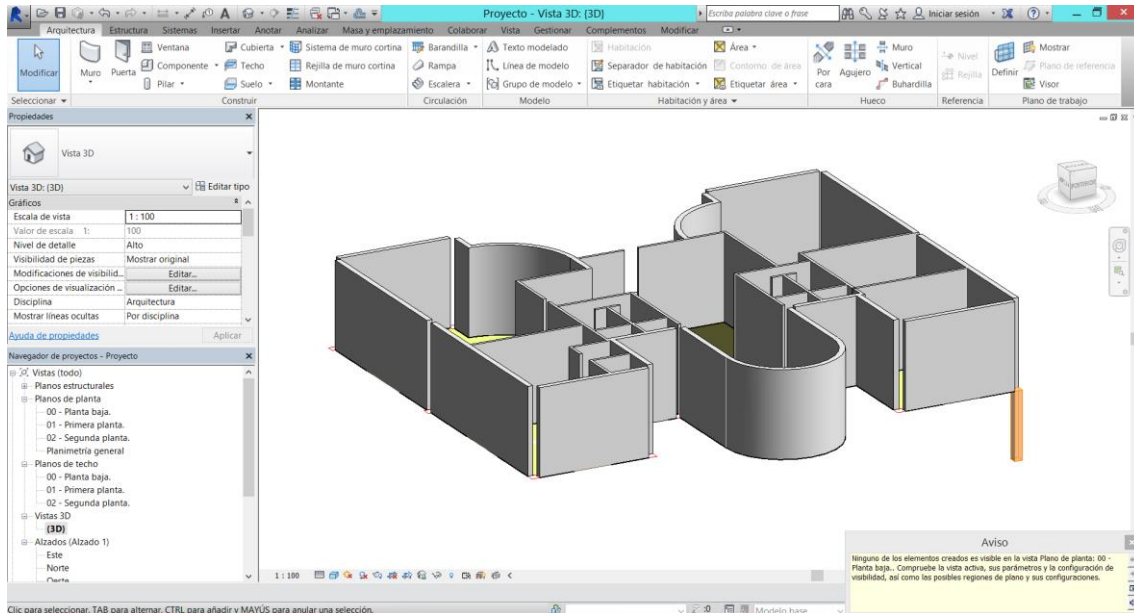 Proyecto - Vista 3D: {3D}
Escriba palabra clave o frase
Iniciar sesión
Arquitectura Estructura Sistemas Insertar Anotar Analizar Masa y emplazamiento Colaborar Vista Gestionar Complementos Modificar
Modificar
Muro
Puerta
Ventana
Componente
Pilar
Cubierta
Techo
Suelo
Sistema de muro cortina
Rejilla de muro cortina
Montante
Barandilla
Rampa
Escalera
Texto modelado
Línea de modelo
Grupo de modelo
Habitación
Separador de habitación
Etiquetar habitación
Área
Contorno de área
Etiquetar área
Por cara
Agujero
Muro
Vertical
Buhardilla
Nivel
Rejilla
Definir
Mostrar
Plano de referencia
Visor
Seleccionar Construir Circulación Modelo Habitación y área Hueco Referencia Plano de trabajo
Propiedades
Vista 3D
Vista 3D: {3D} Editar tipo
Gráficos
Escala de vista 1 : 100
Valor de escala 1: 100
Nivel de detalle Alto
Visibilidad de piezas Mostrar original
Modificaciones de visibilid... Editar...
Opciones de visualización ... Editar...
Disciplina Arquitectura
Mostrar líneas ocultas Por disciplina
Ayuda de propiedades Aplicar
Navegador de proyectos - Proyecto
Vistas (todo)
Planos estructurales
Planos de planta
00 - Planta baja.
01 - Primera planta.
02 - Segunda planta.
Planimetría general
Planos de techo
00 - Planta baja.
01 - Primera planta.
02 - Segunda planta.
Vistas 3D
{3D}
Alzados (Alzado 1)
Este
Norte
Oeste
1 : 100
Aviso
Ninguno de los elementos creados es visible en la vista Plano de planta: 00 -
Planta baja.. Compruebe la vista activa, sus parámetros y la configuración de
visibilidad, así como las posibles regiones de plano y sus configuraciones.
Clic para seleccionar, TAB para alternar, CTRL para añadir y MAYÚS para anular una selección.
:0
Modelo base